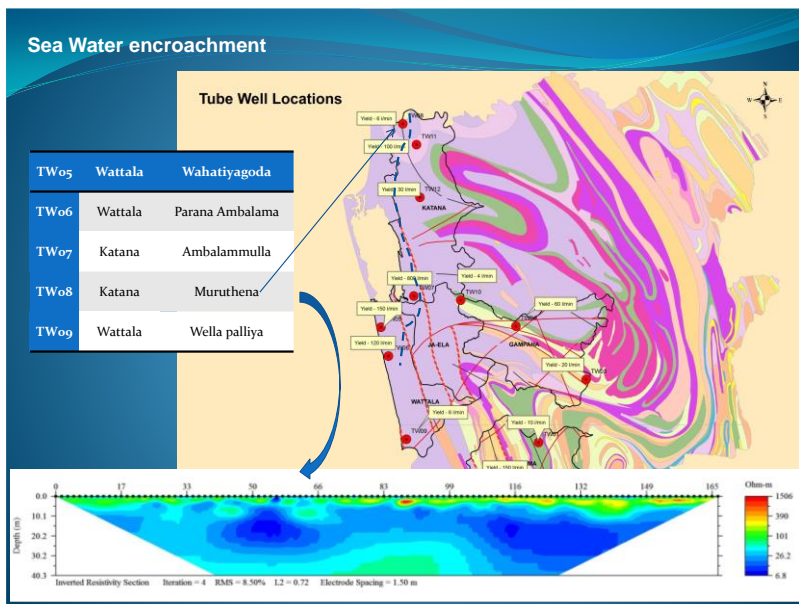 Sea Water encroachment
Tube Well Locations
N
W E
S
TW05 Wattala Wahatiyagoda
TW06 Wattala Parana Ambalama
TW07 Katana Ambalammulla
TW08 Katana Muruthena
TW09 Wattala Wella palliya
Yield - 6 l/min
TW11
Yield - 100 l/min
Yield - 30 l/min
TW12
KATANA
Yield - 4 l/min
TW07
TW10
Yield - 60 l/min
Yield - 150 l/min
JA-ELA
GAMPAHA
Yield - 120 l/min
Yield - 20 l/min
WATTALA
Yield - 6 l/min
Yield - 10 l/min
TW09
Yield - 150 l/min
0 17 33 50 66 83 99 116 132 149 165
Ohm-m
0.0
10.1
20.2
30.2
40.3
Depth (m)
1506
390
101
26.2
6.8
Inverted Resistivity Section Iteration = 4 RMS = 8.50% L2 = 0.72 Electrode Spacing = 1.50 m